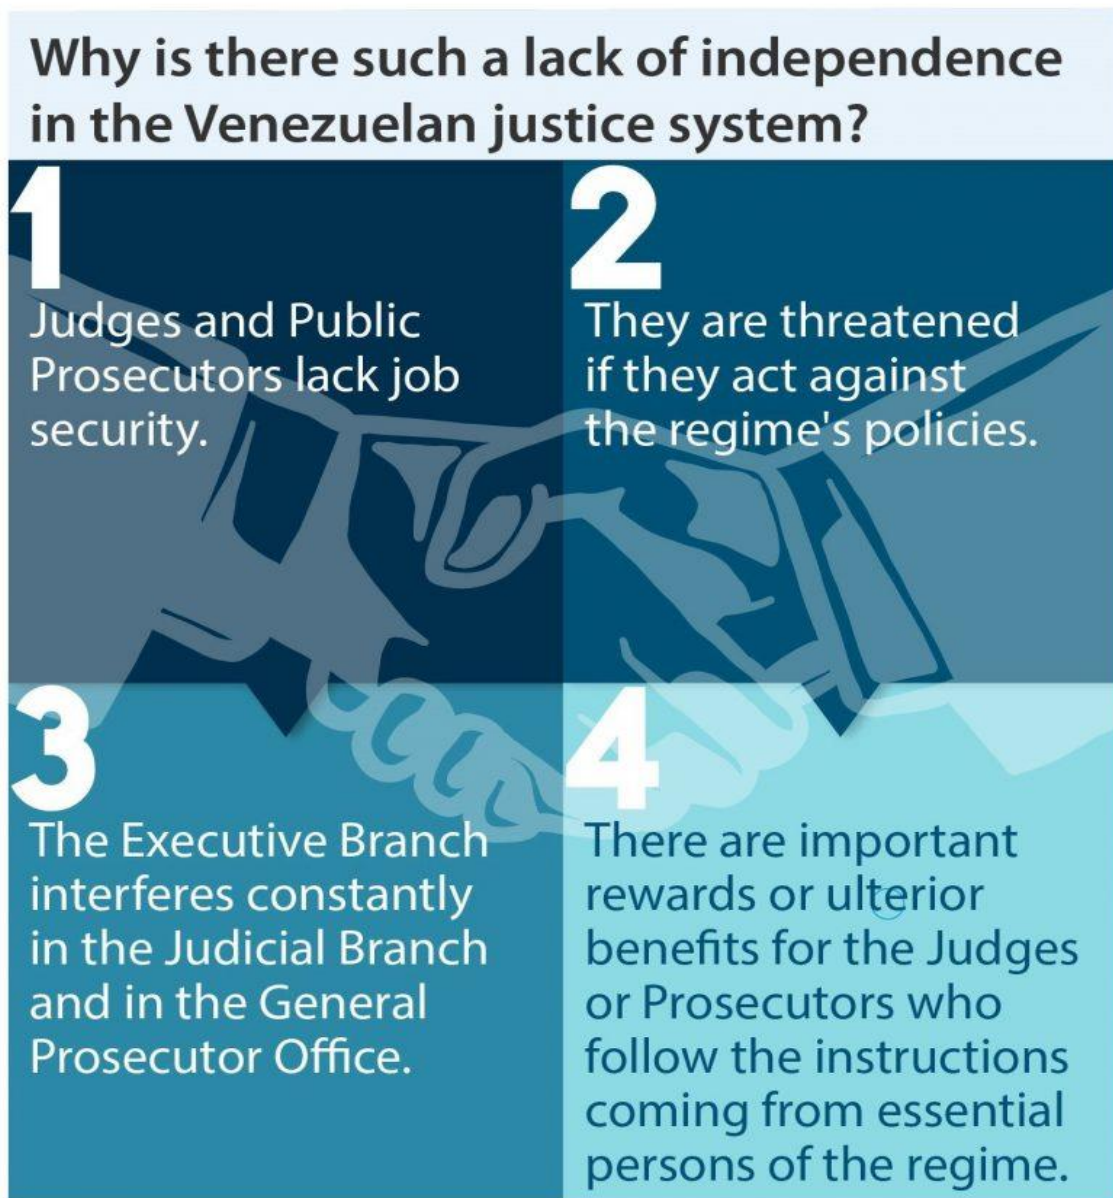 Why is there such a lack of independence
in the Venezuelan justice system?
1
Judges and Public
Prosecutors lack job
security.
2
They are threatened
if they act against
the regime's policies.
3
The Executive Branch
interferes constantly
in the Judicial Branch
and in the General
Prosecutor Office.
4
There are important
rewards or ulterior
benefits for the Judges
or Prosecutors who
follow the instructions
coming from essential
persons of the regime.